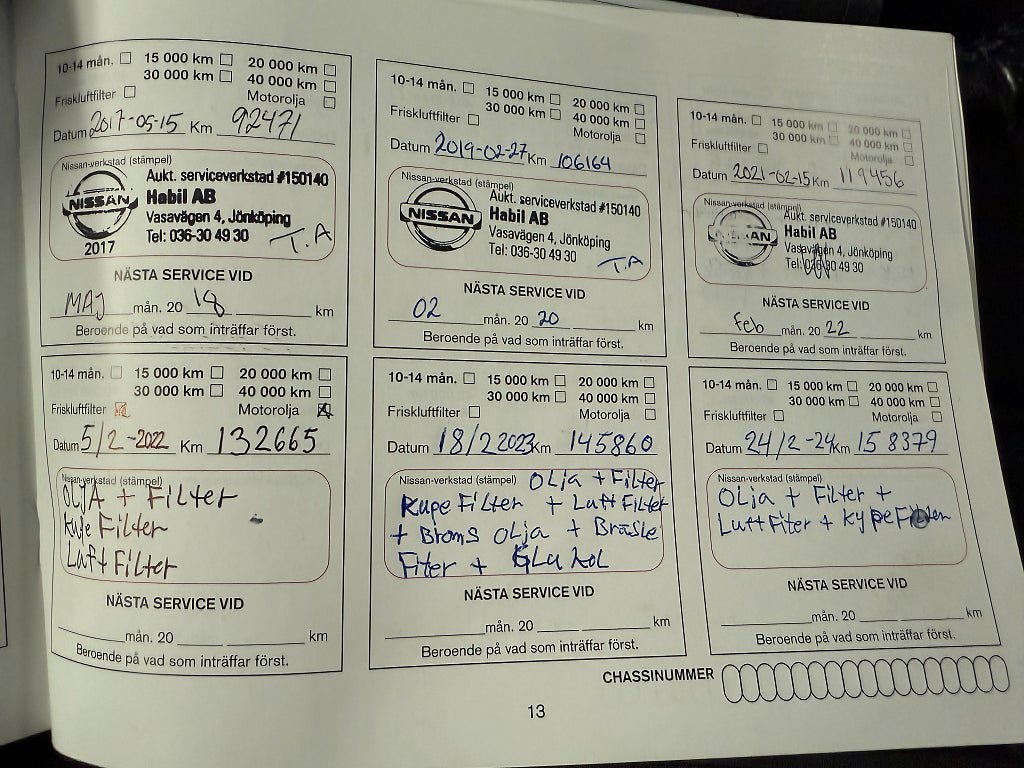 10-14 mån. 15 000 km 20 000 km
30 000 km 40 000 km
Friskluftfilter Motorolja
Datum 2017-05-15 Km 92471
Nissan-verkstad (stämpel)
NISSAN
2017
Aukt. serviceverkstad #150140
Habil AB
Vasavägen 4, Jönköping
Tel: 036-30 49 30 T.A
NÄSTA SERVICE VID
MAJ mån. 20 18 km
Beroende på vad som inträffar först.
10-14 mån. 15 000 km 20 000 km
30 000 km 40 000 km
Friskluftfilter Motorolja
Datum 2019-02-27 Km 106164
Nissan-verkstad (stämpel)
NISSAN
Aukt. serviceverkstad #150140
Habil AB
Vasavägen 4, Jönköping
Tel: 036-30 49 30 T.A
NÄSTA SERVICE VID
02 mån. 20 20 km
Beroende på vad som inträffar först.
10-14 mån. 15 000 km 20 000 km
30 000 km 40 000 km
Friskluftfilter Motorolja
Datum 2021-02-15 Km 119456
Nissan-verkstad (stämpel)
NISSAN
Aukt. serviceverkstad #150140
Habil AB
Vasavägen 4, Jönköping
Tel: 036-30 49 30
NÄSTA SERVICE VID
Feb mån. 20 22 km
Beroende på vad som inträffar först.
10-14 mån. 15 000 km 20 000 km
30 000 km 40 000 km
Friskluftfilter Motorolja
Datum 5/2-2022 Km 132665
Nissan-verkstad (stämpel)
OLJA + Filter
Kupe Filter
Luft Filter
NÄSTA SERVICE VID
mån. 20 km
Beroende på vad som inträffar först.
10-14 mån. 15 000 km 20 000 km
30 000 km 40 000 km
Friskluftfilter Motorolja
Datum 18/2 2023 Km 145860
Nissan-verkstad (stämpel) Olja + Filter
Kupe Filter + Luft Filter
+ Broms Olja + Bräsle
Fiter + GLukol
NÄSTA SERVICE VID
mån. 20 km
Beroende på vad som inträffar först.
10-14 mån. 15 000 km 20 000 km
30 000 km 40 000 km
Friskluftfilter Motorolja
Datum 24/2-24 Km 158379
Nissan-verkstad (stämpel)
Olja + Filter +
LuftFiter + KypeFilter
NÄSTA SERVICE VID
mån. 20 km
Beroende på vad som inträffar först.
CHASSINUMMER
13